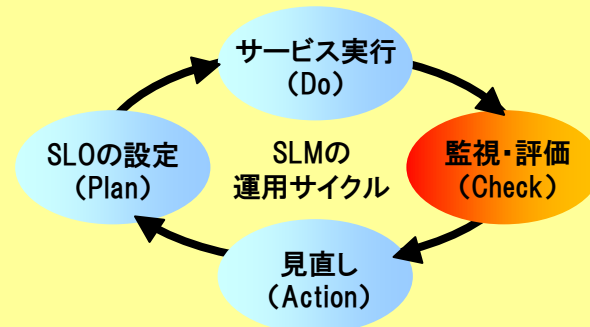 サービス実行
（Do）
SLOの設定
（Plan）
SLMの
運用サイクル
監視・評価
（Check）
見直し
（Action）